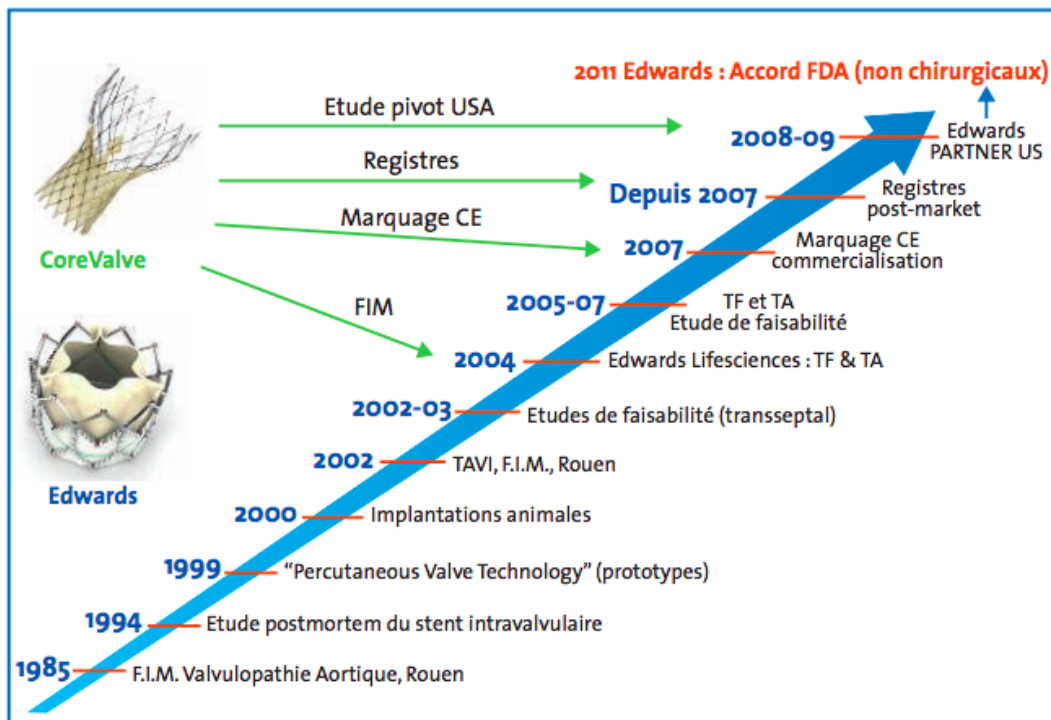 2011 Edwards : Accord FDA (non chirurgicaux)
Etude pivot USA
2008-09
Edwards
PARTNER US
Registres
Depuis 2007
Registres
post-market
Marquage CE
2007
Marquage CE
commercialisation
CoreValve
FIM
2005-07
TF et TA
Etude de faisabilité
2004
Edwards Lifesciences : TF & TA
2002-03
Etudes de faisabilité (transseptal)
2002
TAVI, F.I.M., Rouen
Edwards
2000
Implantations animales
1999
“Percutaneous Valve Technology” (prototypes)
1994
Etude postmortem du stent intravalvulaire
1985
F.I.M. Valvulopathie Aortique, Rouen